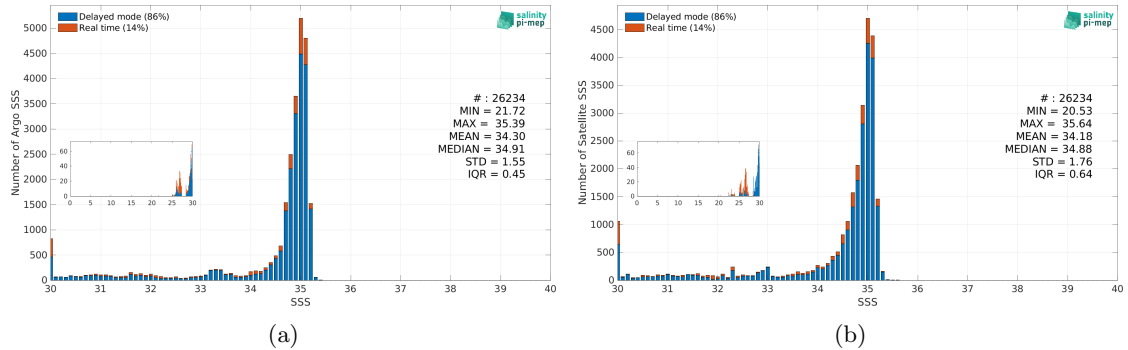 Delayed mode (86%)
Real time (14%)
salinity
pi-mep
Number of Argo SSS
5000
4500
4000
3500
3000
2500
2000
1500
1000
500
0
# : 26234
MIN = 21.72
MAX = 35.39
MEAN = 34.30
MEDIAN = 34.91
STD = 1.55
IQR = 0.45
60
40
20
0
0 5 10 15 20 25 30
30 31 32 33 34 35 36 37 38 39 40
SSS
(a)
Delayed mode (86%)
Real time (14%)
salinity
pi-mep
Number of Satellite SSS
4500
4000
3500
3000
2500
2000
1500
1000
500
0
# : 26234
MIN = 20.53
MAX = 35.64
MEAN = 34.18
MEDIAN = 34.88
STD = 1.76
IQR = 0.64
60
40
20
0
0 5 10 15 20 25 30
30 31 32 33 34 35 36 37 38 39 40
SSS
(b)